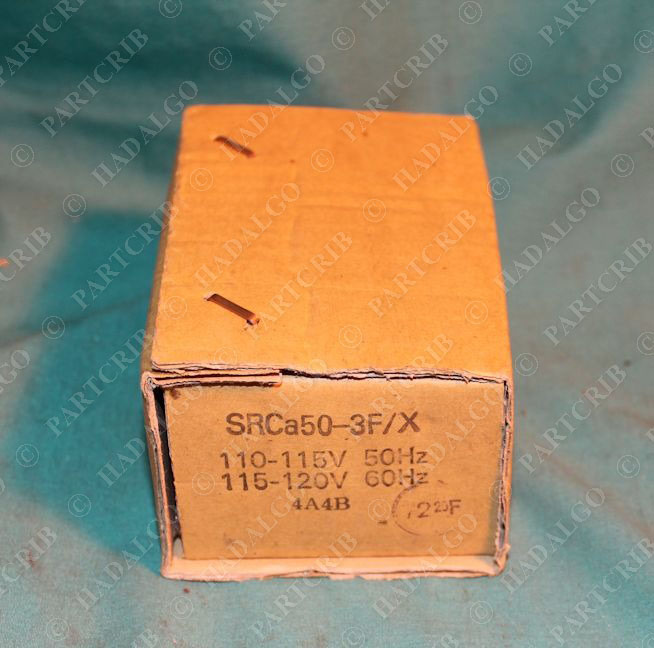 SRCa50-3F/X
110-115V 50Hz
115-120V 60Hz
4A4B
© HADALGO PARTCRIB